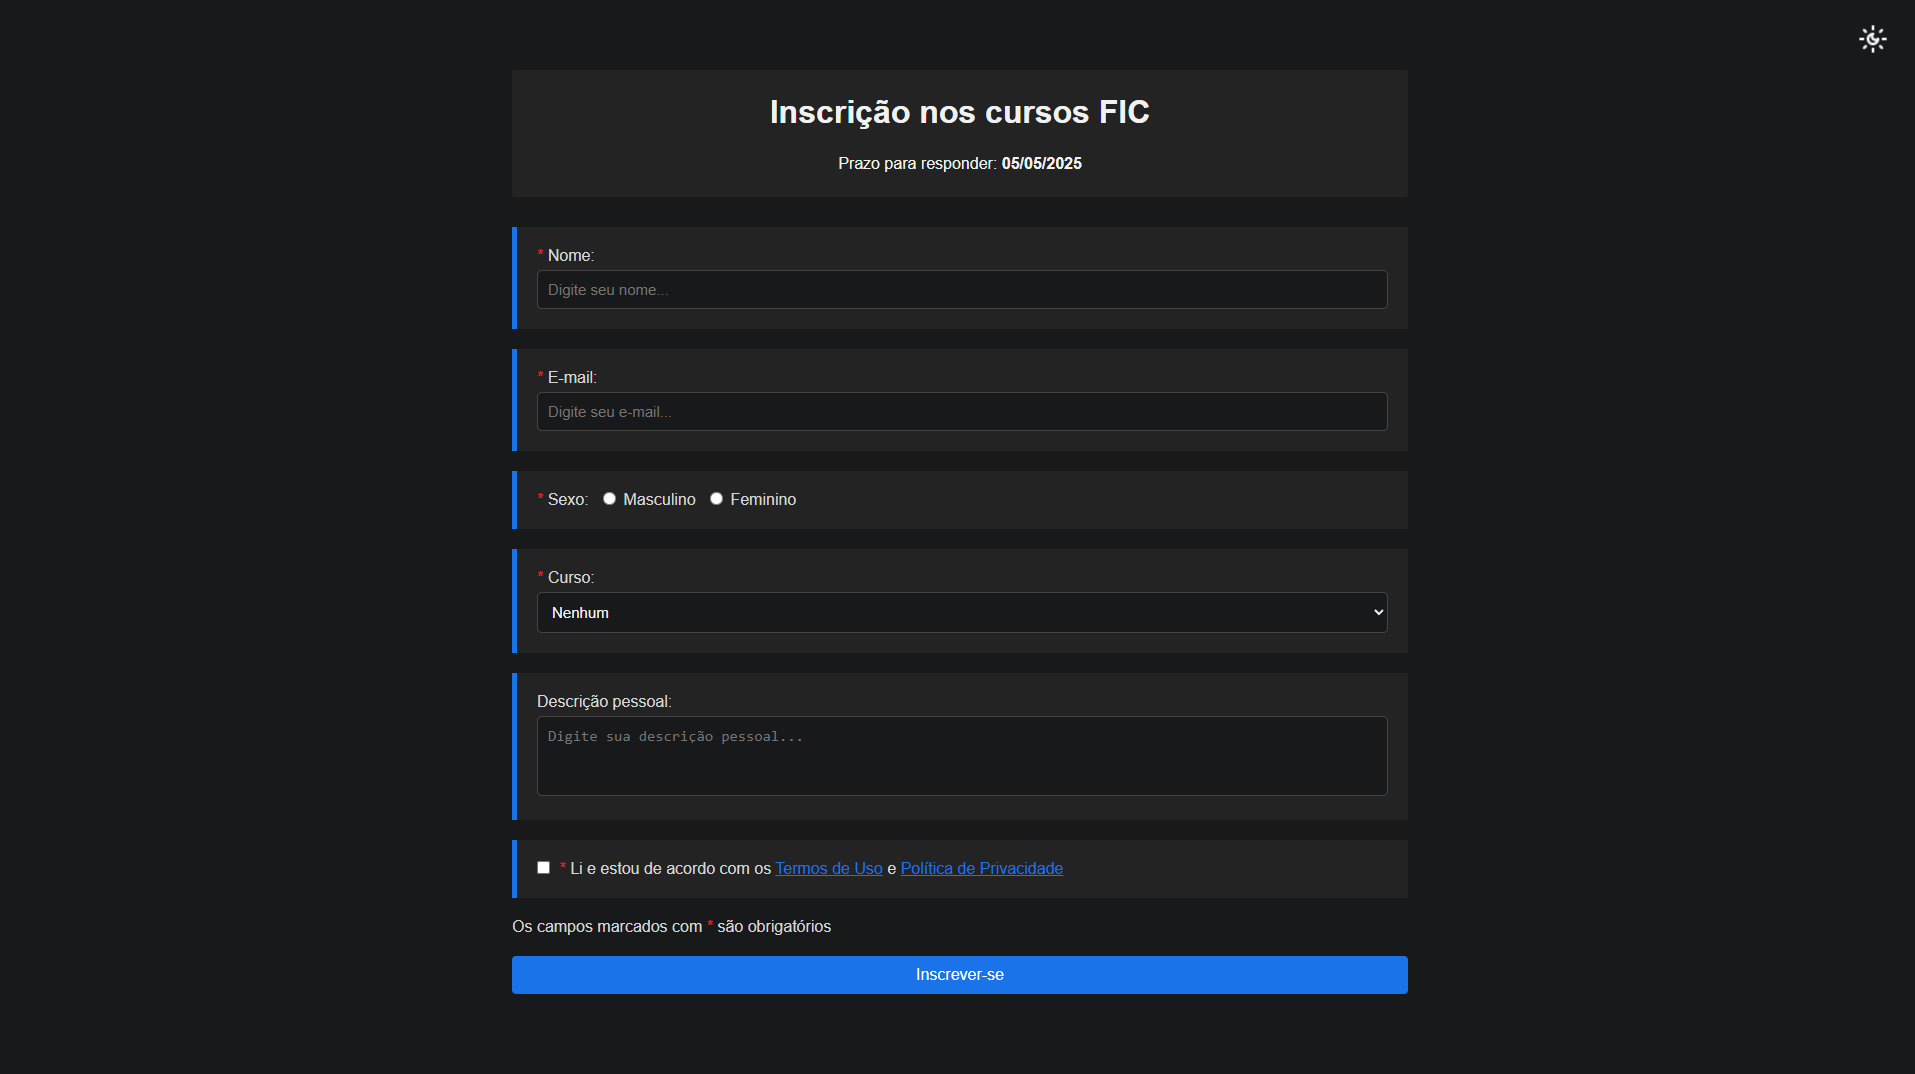 Inscrição nos cursos FIC
Prazo para responder: 05/05/2025
* Nome:
Digite seu nome...
* E-mail:
Digite seu e-mail...
* Sexo: Masculino Feminino
* Curso:
Nenhum
Descrição pessoal:
Digite sua descrição pessoal...
* Li e estou de acordo com os Termos de Uso e Política de Privacidade
Os campos marcados com * são obrigatórios
Inscrever-se